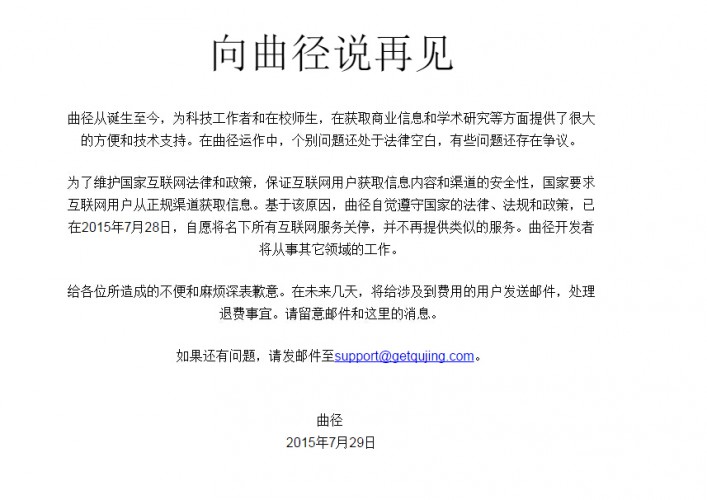 向曲径说再见
曲径从诞生至今，为科技工作者和在校师生，在获取商业信息和学术研究等方面提供了很大
的方便和技术支持。在曲径运作中，个别问题还处于法律空白，有些问题还存在争议。
为了维护国家互联网法律和政策，保证互联网用户获取信息内容和渠道的安全性，国家要求
互联网用户从正规渠道获取信息。基于该原因，曲径自觉遵守国家的法律、法规和政策，已
在2015年7月28日，自愿将名下所有互联网服务关停，并不再提供类似的服务。曲径开发者
将从事其它领域的工作。
给各位所造成的不便和麻烦深表歉意。在未来几天，将给涉及到费用的用户发送邮件，处理
退费事宜。请留意邮件和这里的消息。
如果还有问题，请发邮件至support@getqujing.com。
曲径
2015年7月29日